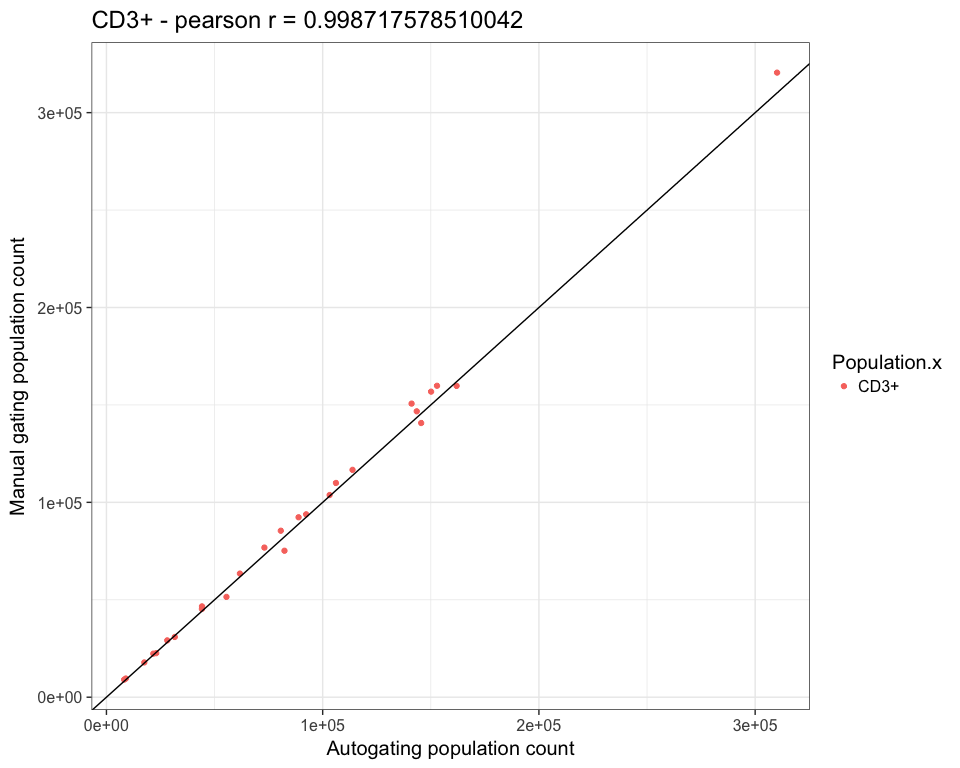 CD3+ - pearson r = 0.998717578510042
Manual gating population count
3e+05
2e+05
1e+05
0e+00
0e+00 1e+05 2e+05 3e+05
Autogating population count
Population.x
CD3+